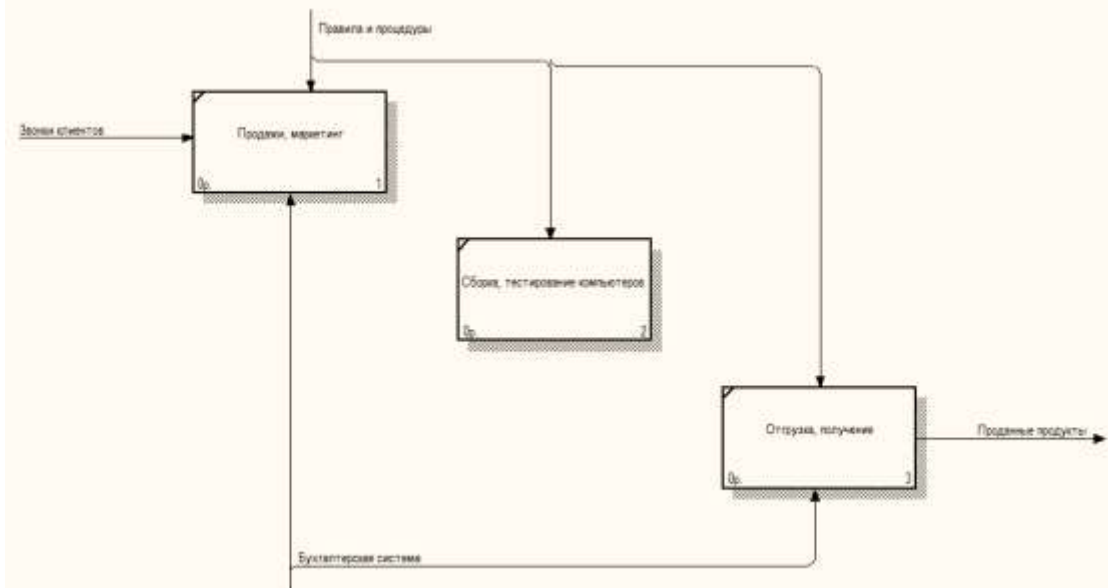 Правила и процедуры
Звонки клиентов
Продажи, маркетинг
0р. 1
Сборка, тестирование компьютеров
0р. 2
Отгрузка, получение
Проданные продукты
0р. 3
Бухгалтерская система